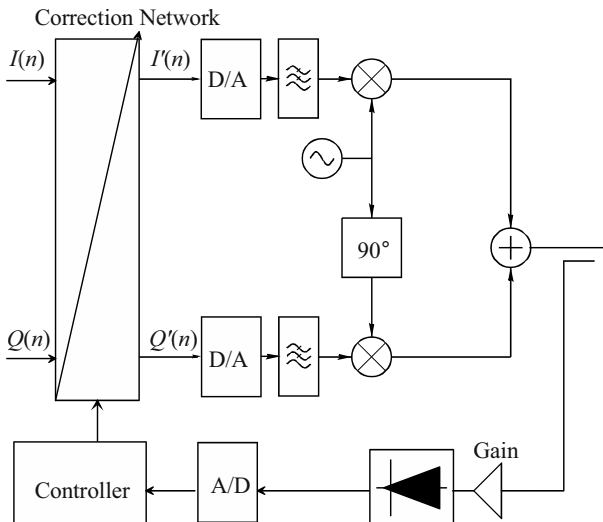 Correction Network
I(n)
I′(n)
D/A
90°
Q(n)
Q′(n)
D/A
Gain
Controller
A/D